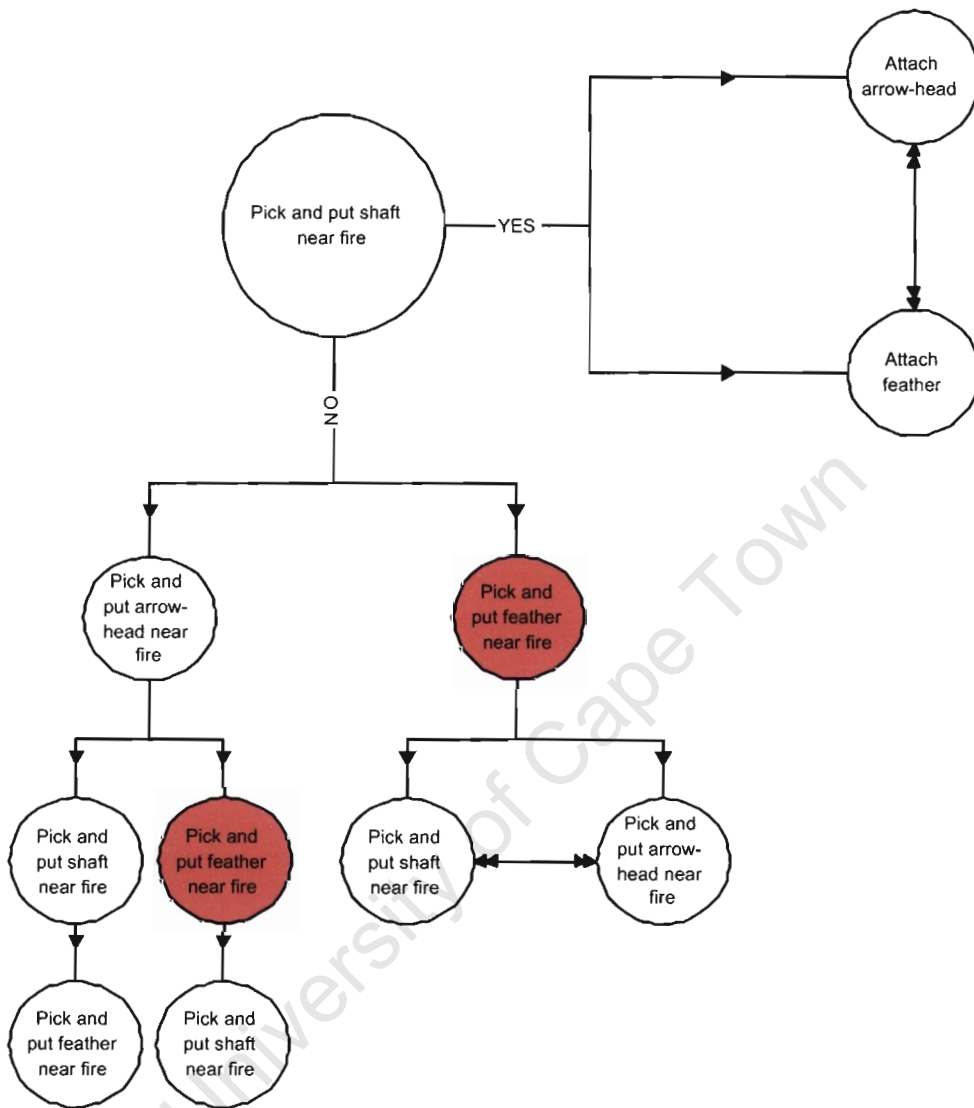 Attach
arrow-head
Pick and put shaft
near fire
YES
Attach
feather
NO
Pick and
put arrow-
head near
fire
Pick and
put feather
near fire
Pick and
put shaft
near fire
Pick and
put feather
near fire
Pick and
put shaft
near fire
Pick and
put arrow-
head near
fire
Pick and
put feather
near fire
Pick and
put shaft
near fire
University of Cape Town